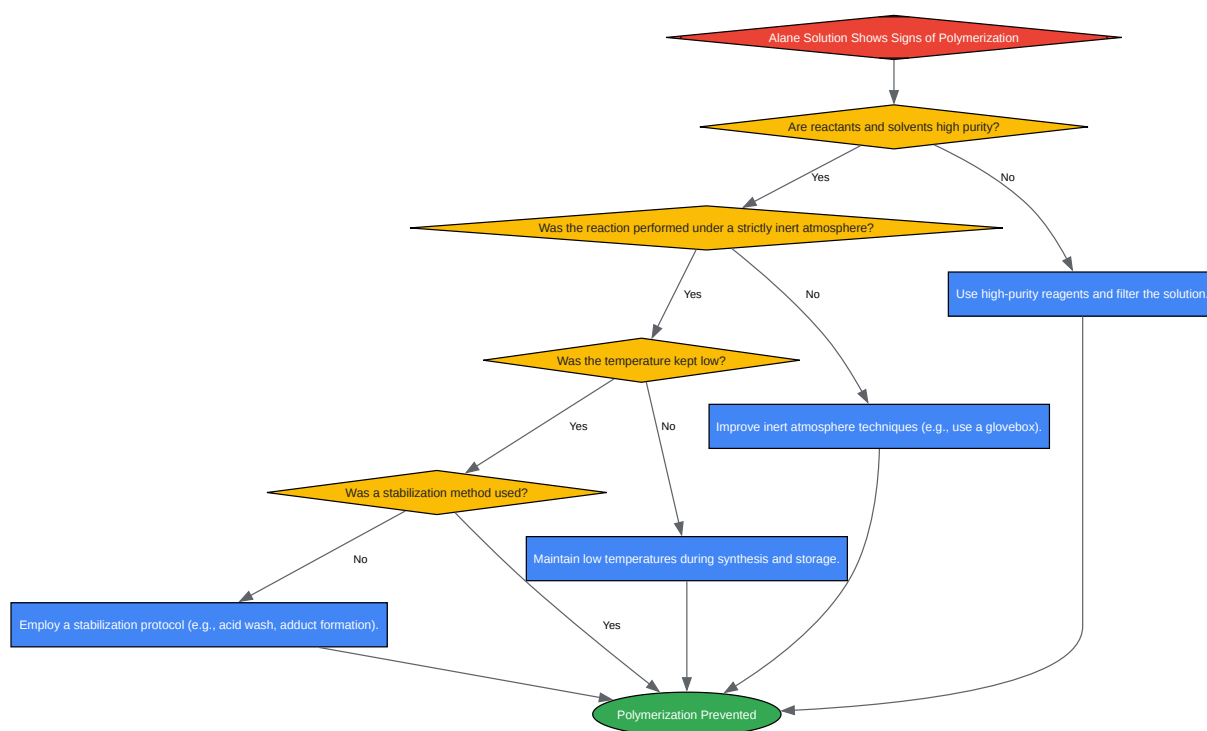 Alane Solution Shows Signs of Polymerization
Are reactants and solvents high purity?
Yes
No
Was the reaction performed under a strictly inert atmosphere?
Use high-purity reagents and filter the solution.
Yes
No
Was the temperature kept low?
Improve inert atmosphere techniques (e.g., use a glovebox).
Yes
No
Was a stabilization method used?
Maintain low temperatures during synthesis and storage.
No
Yes
Employ a stabilization protocol (e.g., acid wash, adduct formation).
Polymerization Prevented